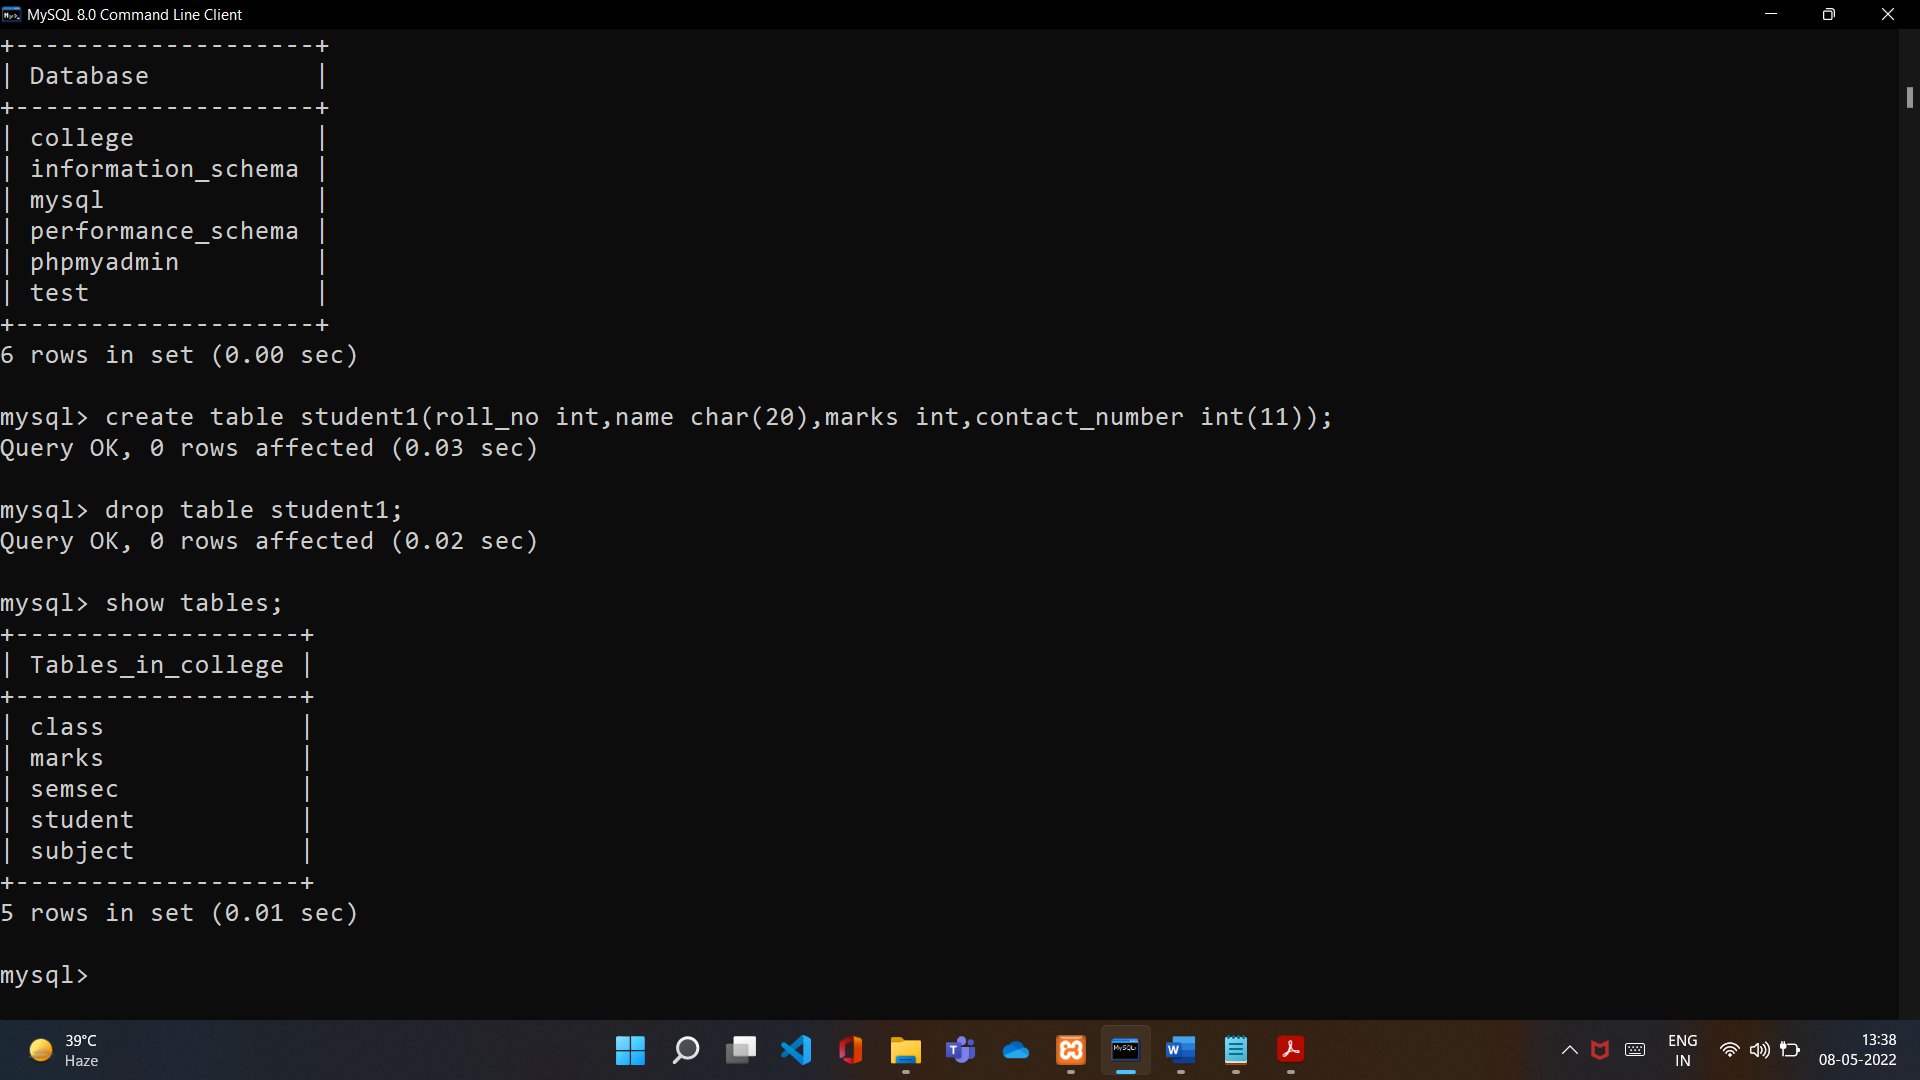 MySQL 8.0 Command Line Client
+--------------------+
| Database           |
+--------------------+
| college            |
| information_schema |
| mysql              |
| performance_schema |
| phpmyadmin         |
| test               |
+--------------------+
6 rows in set (0.00 sec)
mysql> create table student1(roll_no int,name char(20),marks int,contact_number int(11));
Query OK, 0 rows affected (0.03 sec)
mysql> drop table student1;
Query OK, 0 rows affected (0.02 sec)
mysql> show tables;
+-------------------+
| Tables_in_college |
+-------------------+
| class             |
| marks             |
| semsec            |
| student           |
| subject           |
+-------------------+
5 rows in set (0.01 sec)
mysql>
39°C
Haze
ENG
IN
13:38
08-05-2022